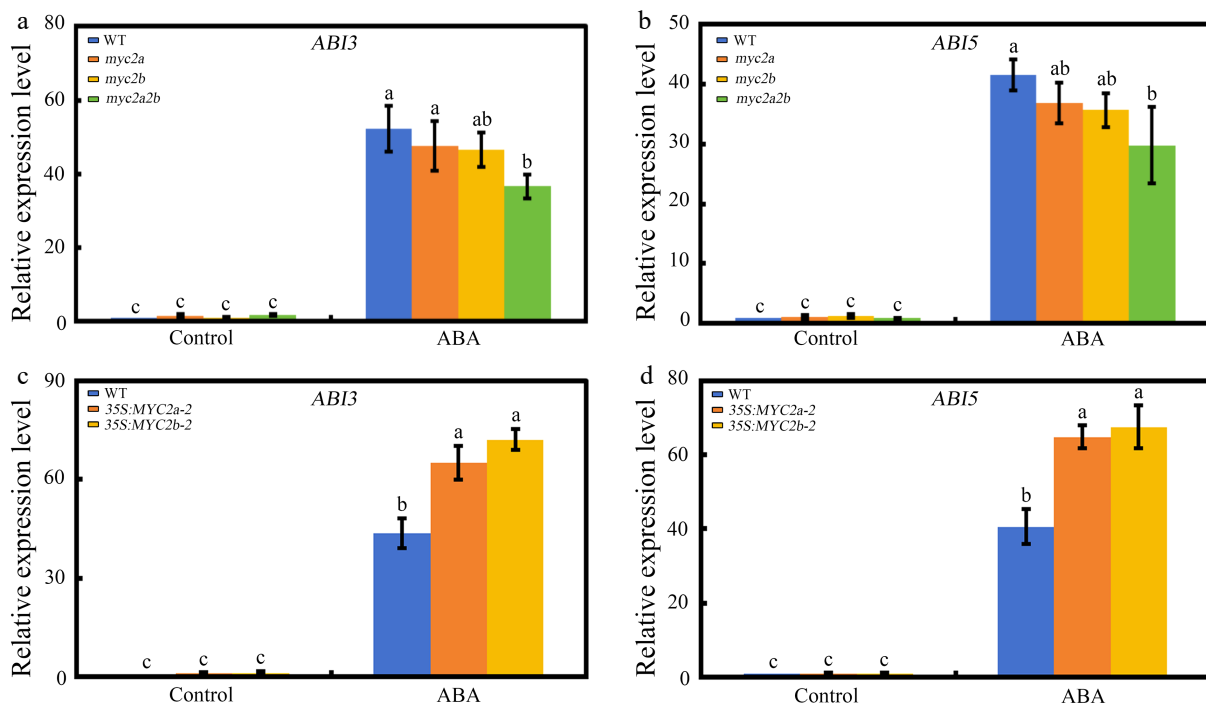 a
Relative expression level
80
60
40
20
0
ABI3
WT
myc2a
myc2b
myc2a2b
c c c c
a a ab b
Control ABA
b
Relative expression level
50
40
30
20
10
0
ABI5
WT
myc2a
myc2b
myc2a2b
c c c c
a ab ab b
Control ABA
c
Relative expression level
90
60
30
0
ABI3
WT
35S:MYC2a-2
35S:MYC2b-2
c c c
b a a
Control ABA
d
Relative expression level
80
60
40
20
0
ABI5
WT
35S:MYC2a-2
35S:MYC2b-2
c c c
b a a
Control ABA